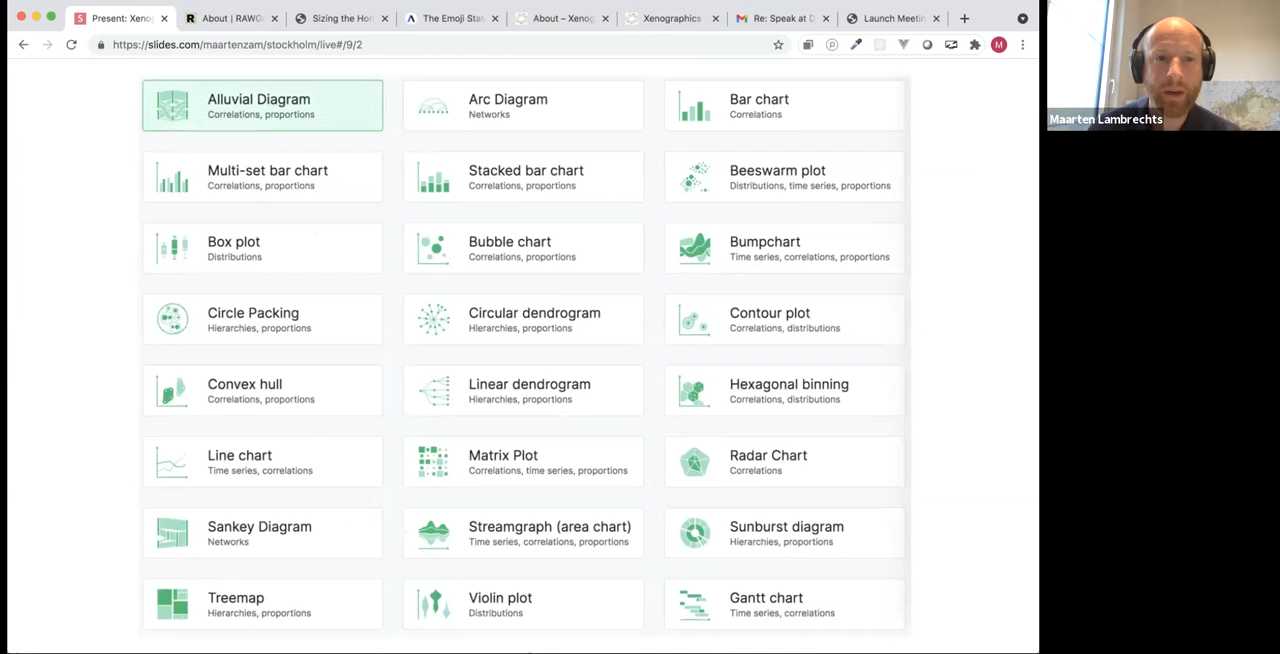 Present: Xenog
About | RAWG
Sizing the Hon
The Emoji Stat
About – Xenog
Xenographics
Re: Speak at D
Launch Meetin
https://slides.com/maartenzam/stockholm/live#/9/2
M
Maarten Lambrechts
Alluvial Diagram
Correlations, proportions
Arc Diagram
Networks
Bar chart
Correlations
Multi-set bar chart
Correlations, proportions
Stacked bar chart
Correlations, proportions
Beeswarm plot
Distributions, time series, proportions
Box plot
Distributions
Bubble chart
Correlations, proportions
Bumpchart
Time series, correlations, proportions
Circle Packing
Hierarchies, proportions
Circular dendrogram
Hierarchies, proportions
Contour plot
Correlations, distributions
Convex hull
Correlations, proportions
Linear dendrogram
Hierarchies, proportions
Hexagonal binning
Correlations, distributions
Line chart
Time series, correlations
Matrix Plot
Correlations, time series, proportions
Radar Chart
Correlations
Sankey Diagram
Networks
Streamgraph (area chart)
Time series, correlations, proportions
Sunburst diagram
Hierarchies, proportions
Treemap
Hierarchies, proportions
Violin plot
Distributions
Gantt chart
Time series, correlations